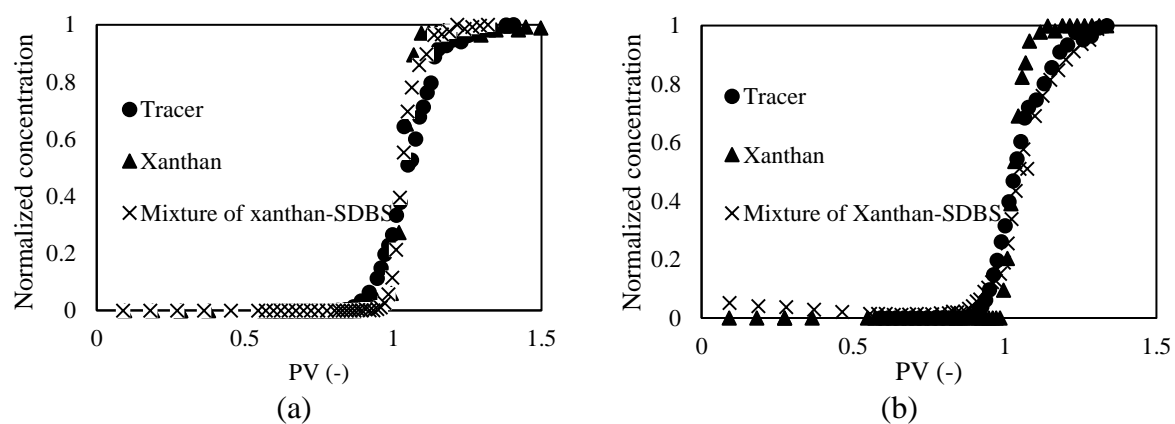 Normalized concentration
1
0.8
0.6
0.4
0.2
0
Tracer
Xanthan
Mixture of xanthan-SDBS
0 0.5 1 1.5
PV (-)
(a)
Normalized concentration
1
0.8
0.6
0.4
0.2
0
Tracer
Xanthan
Mixture of Xanthan-SDBS
0 0.5 1 1.5
PV (-)
(b)